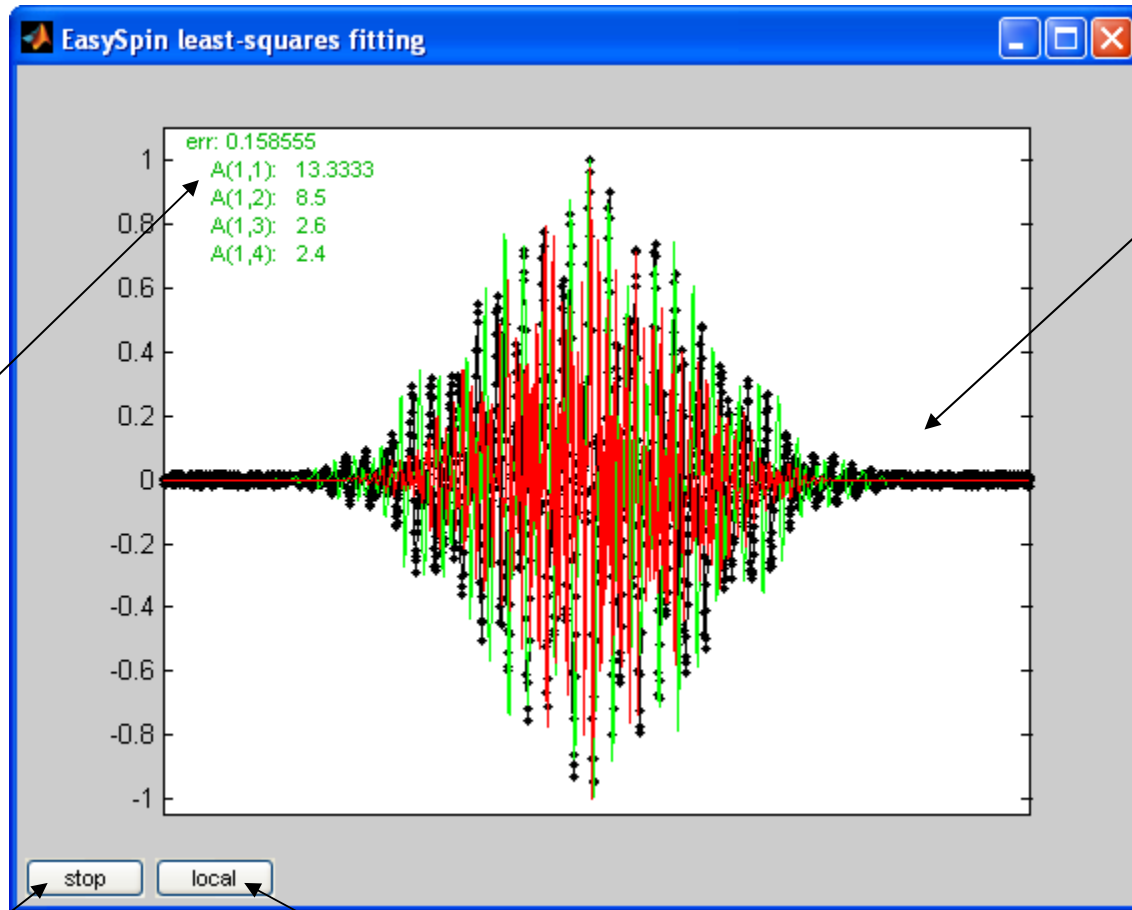 EasySpin least-squares fitting
err: 0.158555
A(1,1): 13.3333
A(1,2): 8.5
A(1,3): 2.6
A(1,4): 2.4
1
0.8
0.6
0.4
0.2
0
-0.2
-0.4
-0.6
-0.8
-1
stop
local